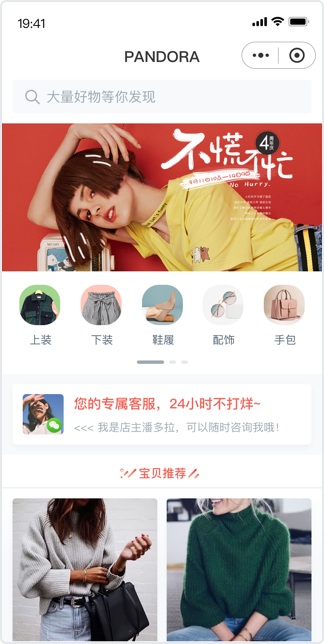 19:41
PANDORA
大量好物等你发现
不慌不忙
4
No Hurry.
上装
下装
鞋履
配饰
手包
您的专属客服，24小时不打烊~
<<< 我是店主潘多拉，可以随时咨询我哦！
宝贝推荐